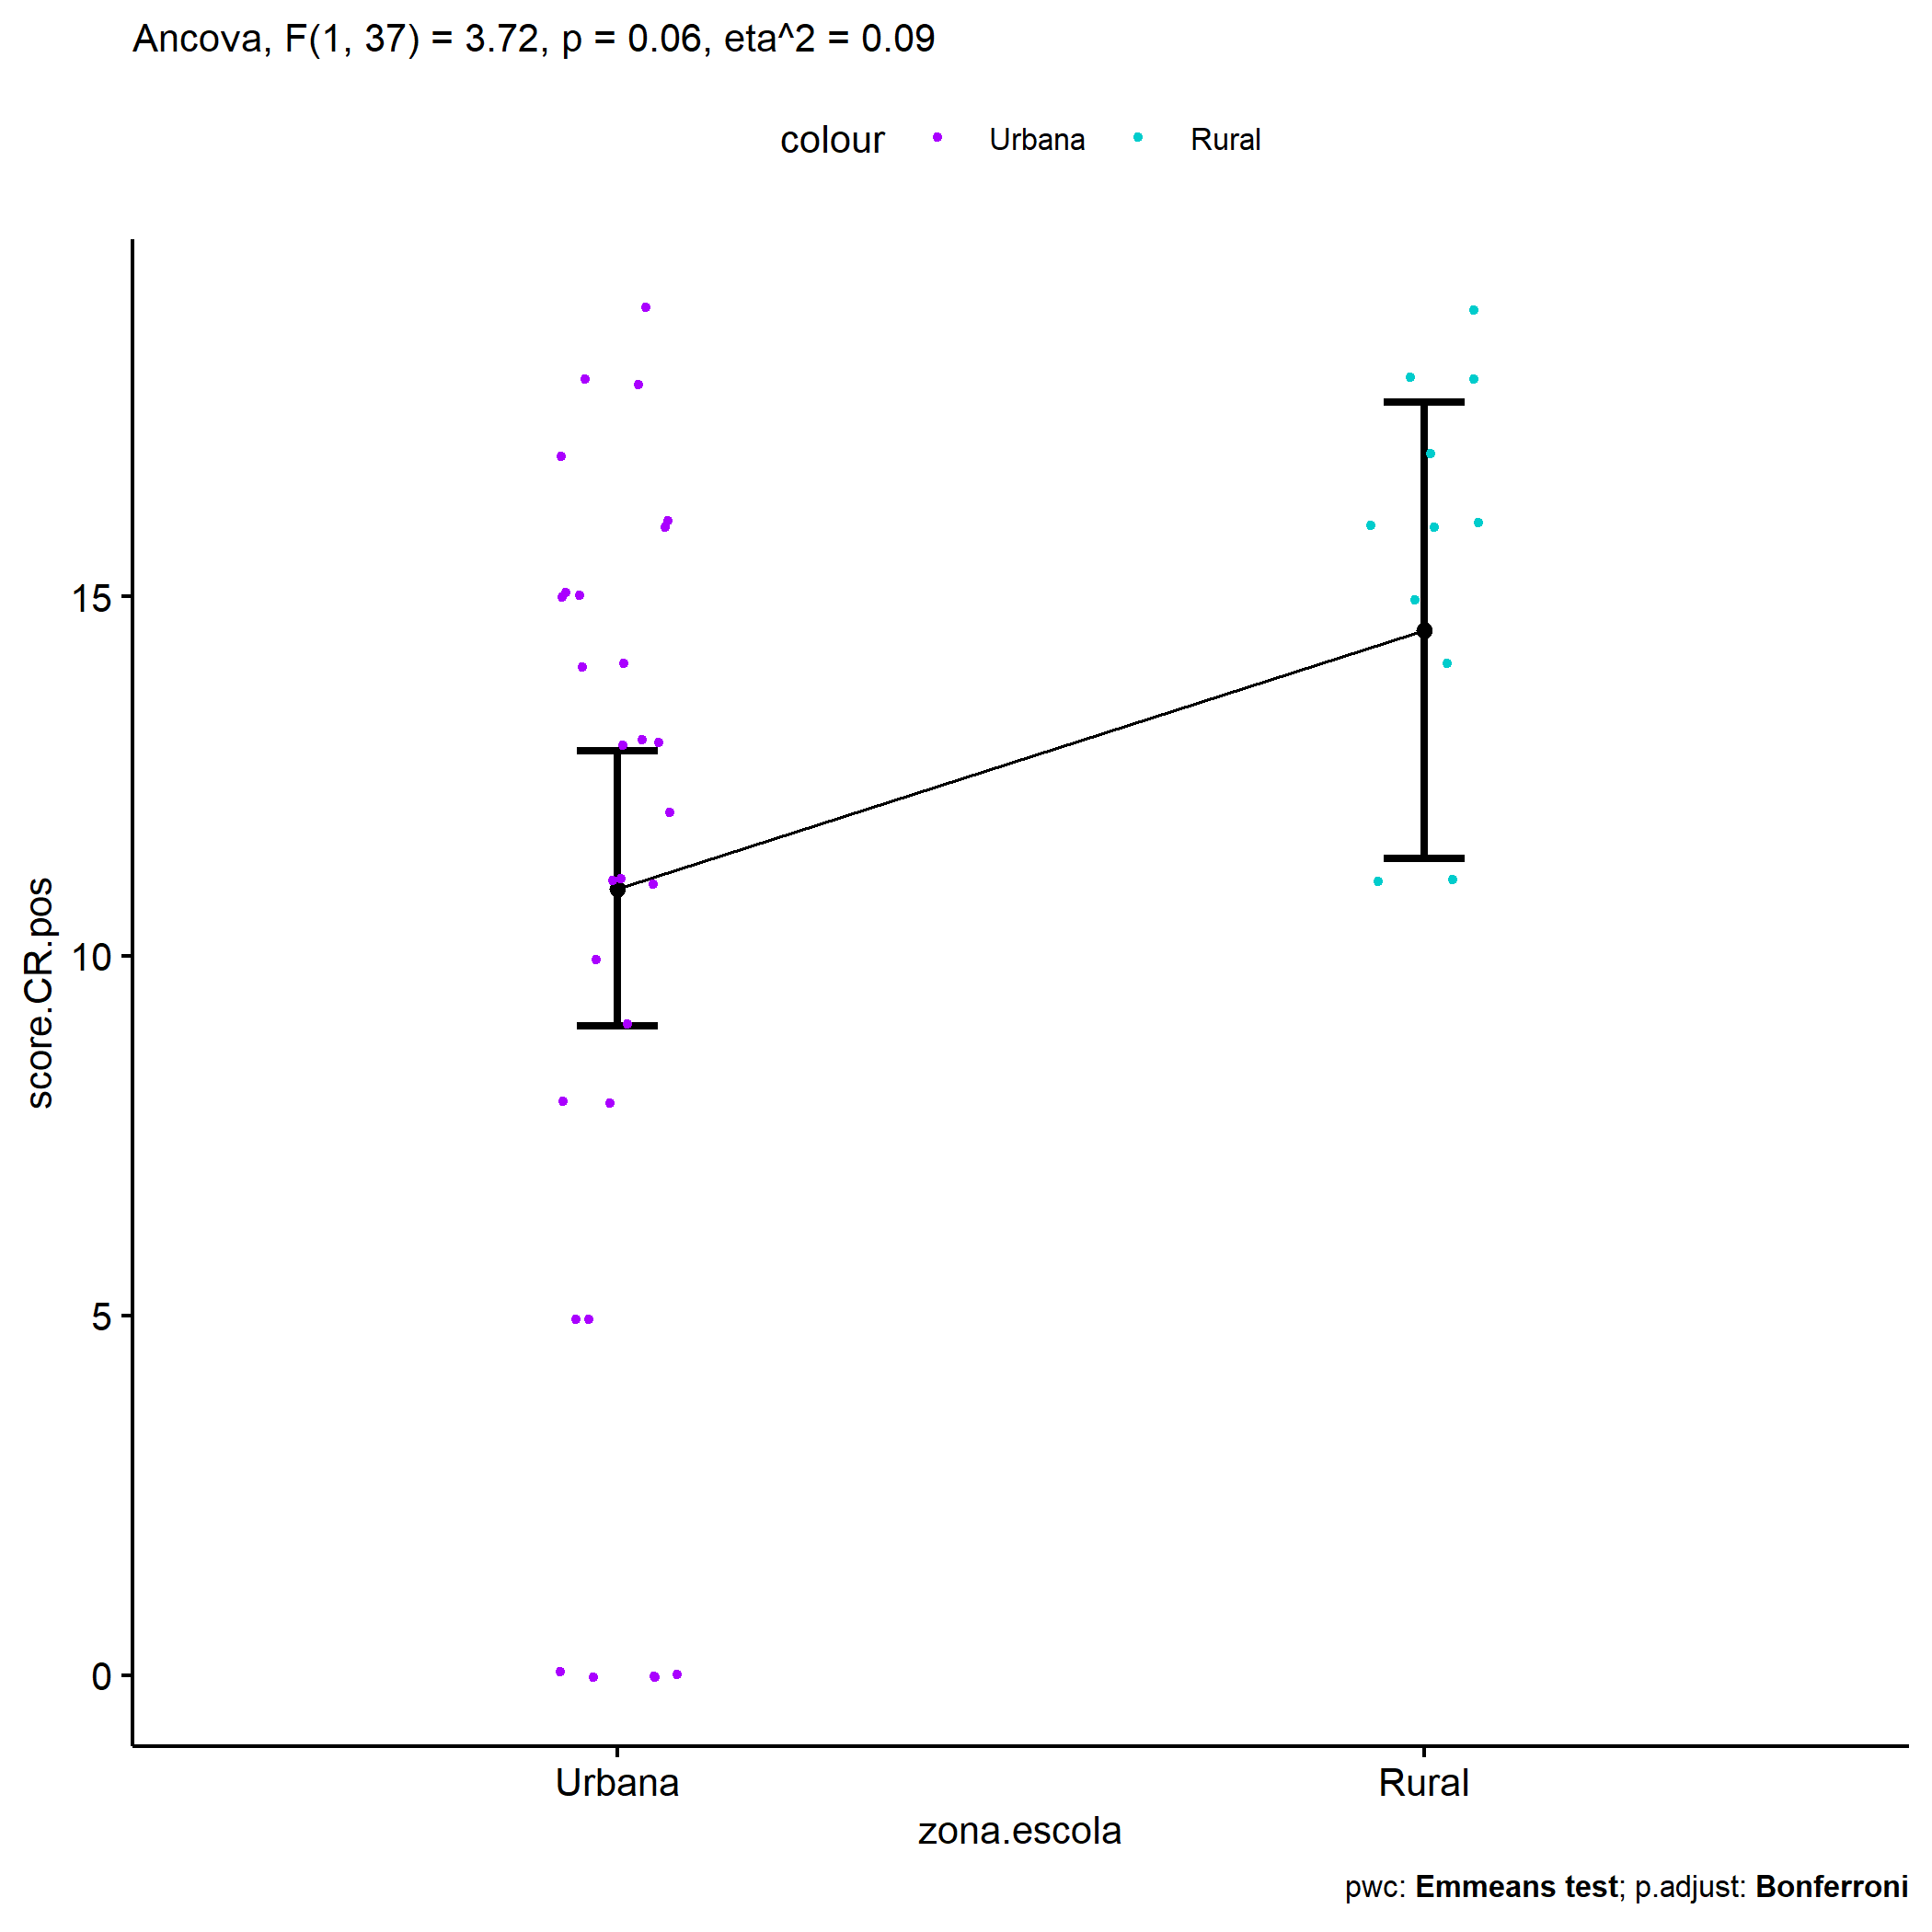 Ancova, F(1, 37) = 3.72, p = 0.06, eta^2 = 0.09
colour Urbana Rural
score.CR.pos
15
10
5
0
Urbana Rural
zona.escola
pwc: Emmeans test; p.adjust: Bonferroni